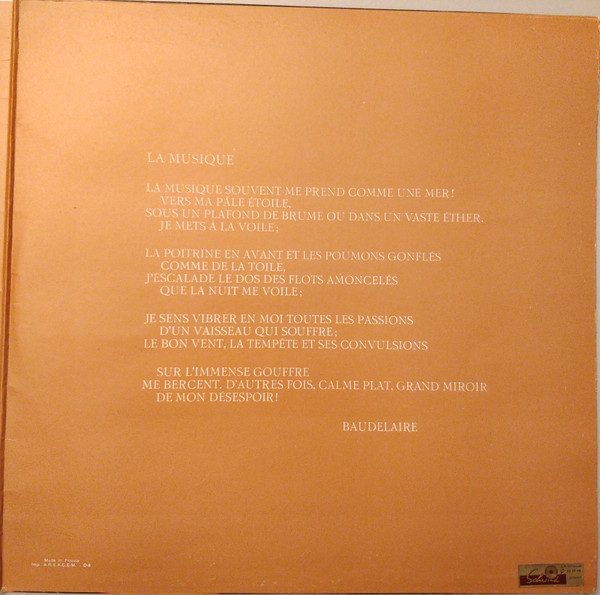 LA MUSIQUE
LA MUSIQUE SOUVENT ME PREND COMME UNE MER!
VERS MA PÂLE ÉTOILE,
SOUS UN PLAFOND DE BRUME OU DANS UN VASTE ÉTHER.
JE METS À LA VOILE;
LA POITRINE EN AVANT ET LES POUMONS GONFLÉS
COMME DE LA TOILE,
J'ESCALADE LE DOS DES FLOTS AMONCELÉS
QUE LA NUIT ME VOILE;
JE SENS VIBRER EN MOI TOUTES LES PASSIONS
D'UN VAISSEAU QUI SOUFFRE;
LE BON VENT, LA TEMPÊTE ET SES CONVULSIONS
SUR L'IMMENSE GOUFFRE
ME BERCENT. D'AUTRES FOIS, CALME PLAT, GRAND MIROIR
DE MON DÉSESPOIR!
BAUDELAIRE
Made in France